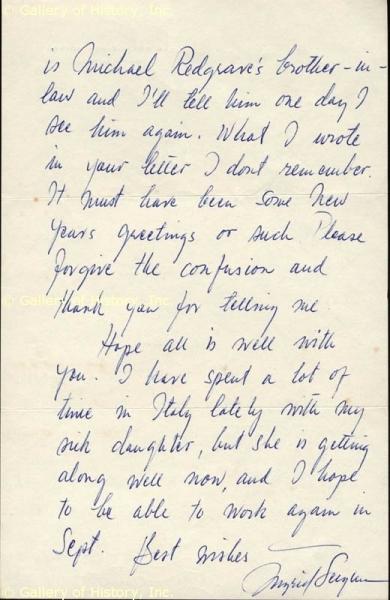 © Gallery of History, Inc.
is Michael Redgrave's brother-in-
law and I'll tell him one day I
see him again. What I wrote
in your letter I dont remember.
It must have been some New
Years greetings or such. Please
forgive the confusion and
© Gallery of History, Inc.
thank you for telling me.
Hope all is well with
you. I have spent a lot of
time in Italy lately with my
sick daughter, but she is getting
along well now, and I hope
to be able to work again in
Sept. Best wishes
Ingrid Bergman
© Gallery of History, Inc.